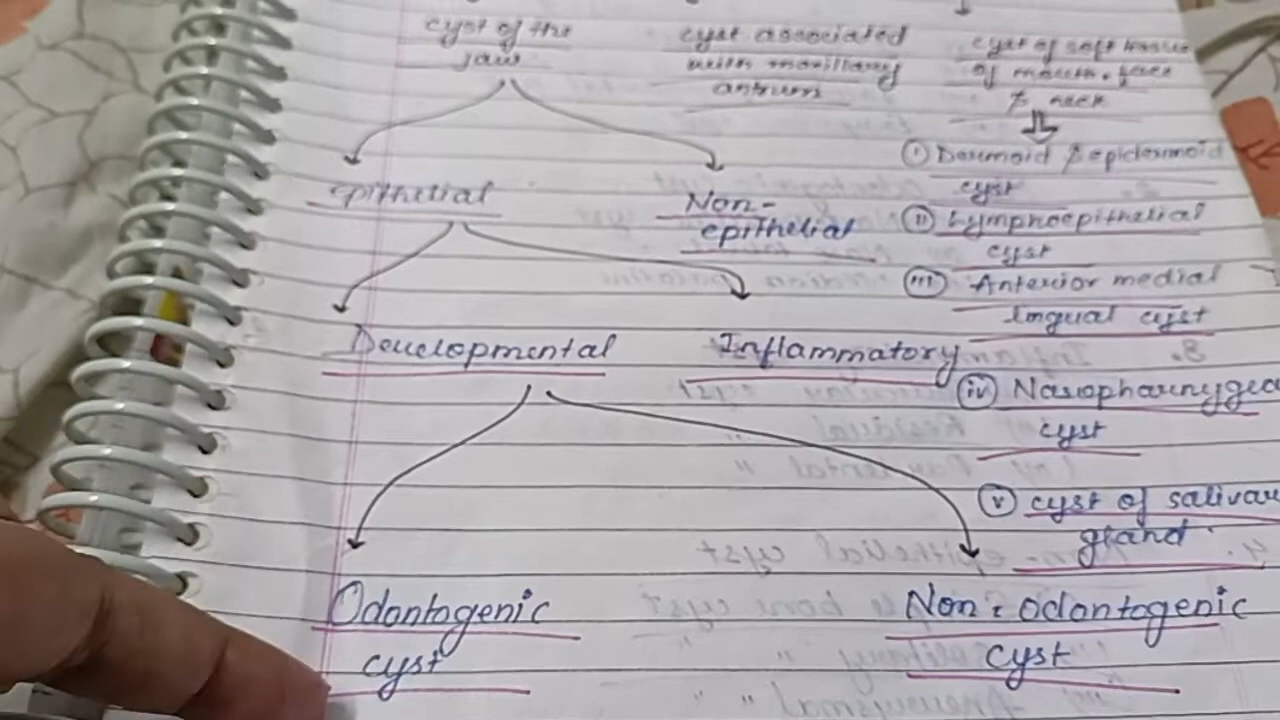 cyst of the
jaw
cyst associated
with maxillary
antrum
cyst of soft tissue
of mouth, face
& neck
Epithelial
Non-
epithelial
Developmental
Inflammatory
Odontogenic
cyst
Non-odontogenic
cyst
(i) Dermoid & epidermoid
cyst
(ii) Lymphoepithelial
cyst
(iii) Anterior medial
lingual cyst
(iv) Nasopharnygea
cyst
(v) cyst of salivar
gland.